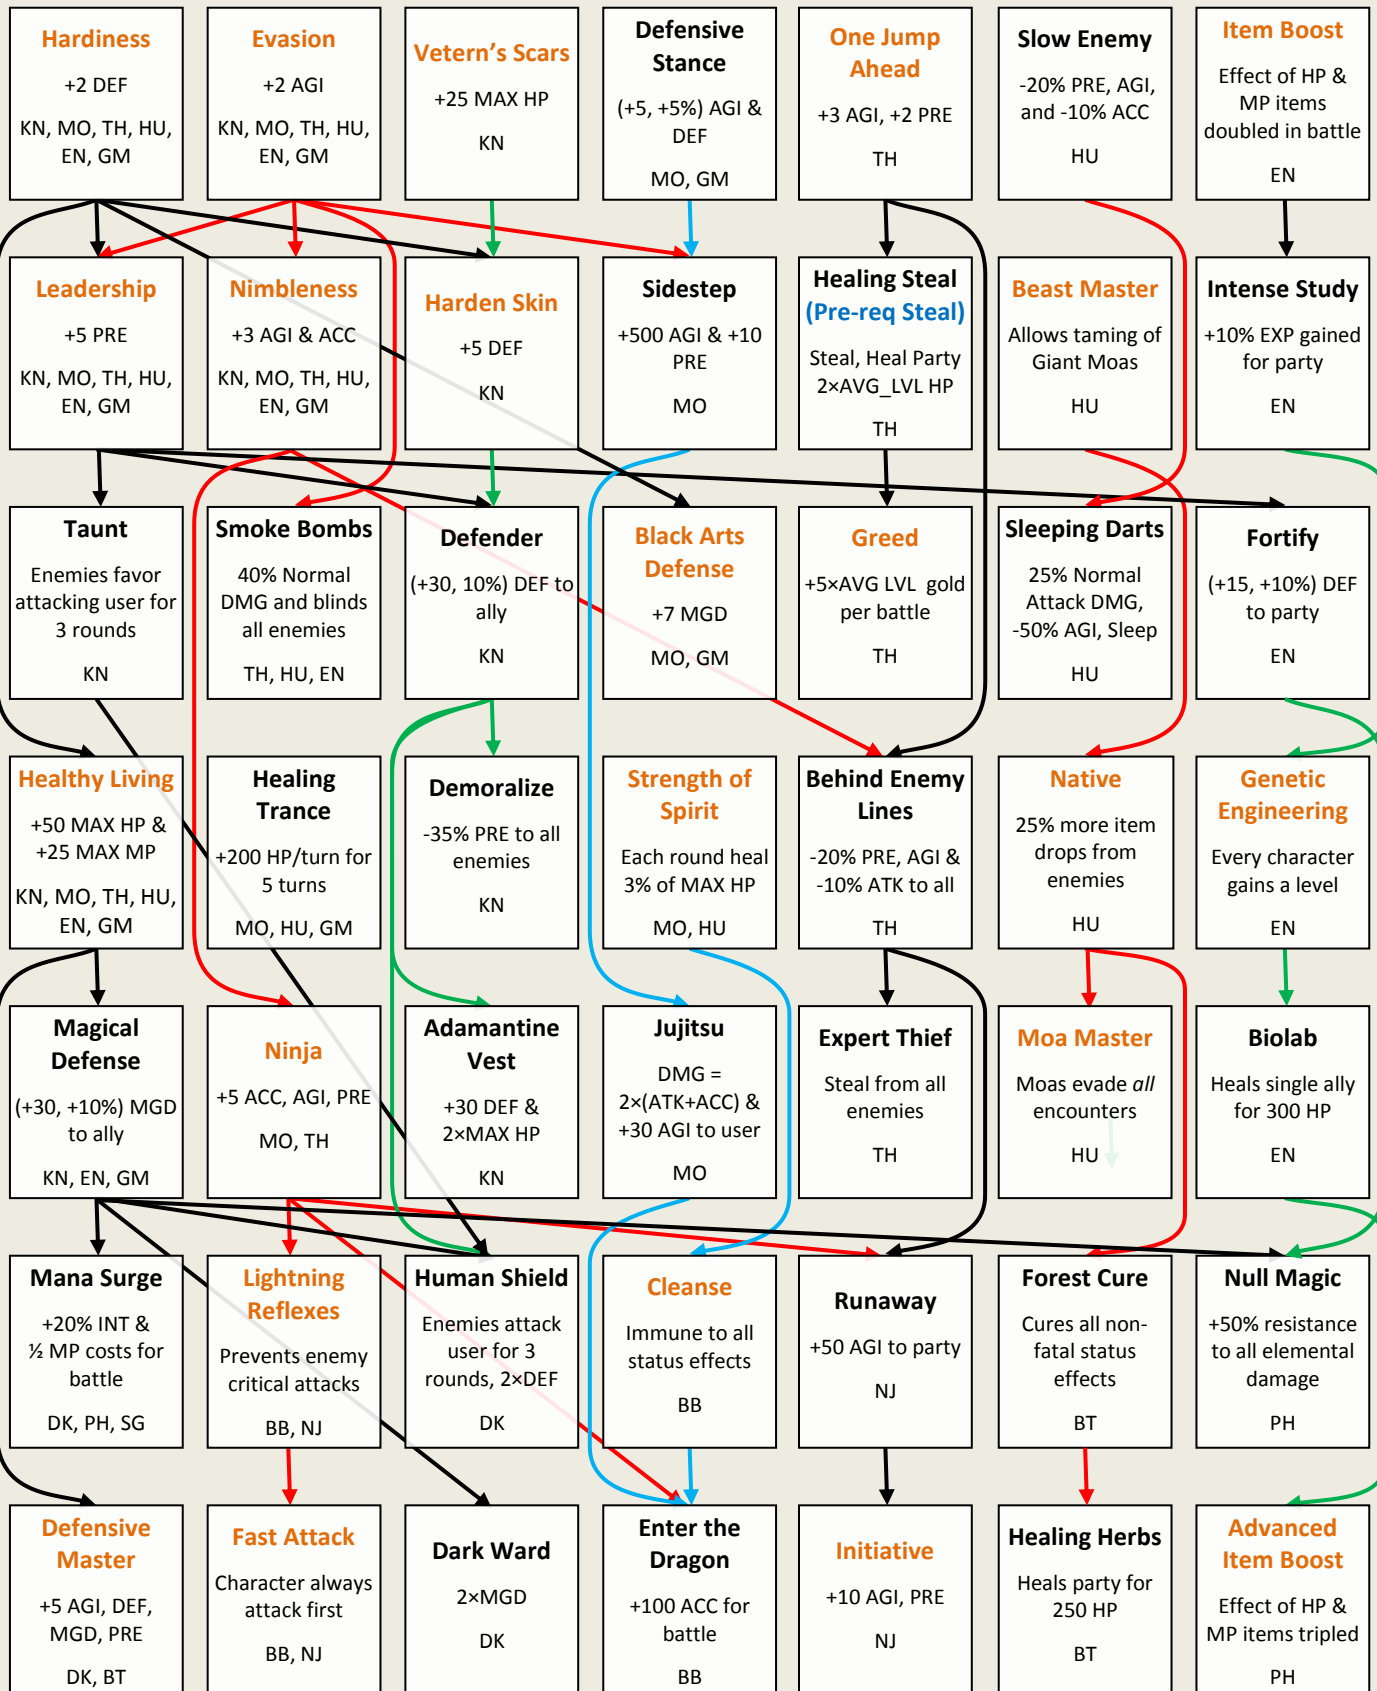 Hardiness
+2 DEF
KN, MO, TH, HU,
EN, GM
Evasion
+2 AGI
KN, MO, TH, HU,
EN, GM
Vetern's Scars
+25 MAX HP
KN
Defensive
Stance
(+5, +5%) AGI &
DEF
MO, GM
One Jump
Ahead
+3 AGI, +2 PRE
TH
Slow Enemy
-20% PRE, AGI,
and -10% ACC
HU
Item Boost
Effect of HP &
MP items
doubled in battle
EN
Leadership
+5 PRE
KN, MO, TH, HU,
EN, GM
Nimbleness
+3 AGI & ACC
KN, MO, TH, HU,
EN, GM
Harden Skin
+5 DEF
KN
Sidestep
+500 AGI & +10
PRE
MO
Healing Steal
(Pre-req Steal)
Steal, Heal Party
2×AVG_LVL HP
TH
Beast Master
Allows taming of
Giant Moas
HU
Intense Study
+10% EXP gained
for party
EN
Taunt
Enemies favor
attacking user for
3 rounds
KN
Smoke Bombs
40% Normal
DMG and blinds
all enemies
TH, HU, EN
Defender
(+30, 10%) DEF to
ally
KN
Black Arts
Defense
+7 MGD
MO, GM
Greed
+5×AVG LVL gold
per battle
TH
Sleeping Darts
25% Normal
Attack DMG,
-50% AGI, Sleep
HU
Fortify
(+15, +10%) DEF
to party
EN
Healthy Living
+50 MAX HP &
+25 MAX MP
KN, MO, TH, HU,
EN, GM
Healing
Trance
+200 HP/turn for
5 turns
MO, HU, GM
Demoralize
-35% PRE to all
enemies
KN
Strength of
Spirit
Each round heal
3% of MAX HP
MO, HU
Behind Enemy
Lines
-20% PRE, AGI &
-10% ATK to all
TH
Native
25% more item
drops from
enemies
HU
Genetic
Engineering
Every character
gains a level
EN
Magical
Defense
(+30, +10%) MGD
to ally
KN, EN, GM
Ninja
+5 ACC, AGI, PRE
MO, TH
Adamantine
Vest
+30 DEF &
2×MAX HP
KN
Jujitsu
DMG =
2×(ATK+ACC) &
+30 AGI to user
MO
Expert Thief
Steal from all
enemies
TH
Moa Master
Moas evade all
encounters
HU
Biolab
Heals single ally
for 300 HP
EN
Mana Surge
+20% INT &
½ MP costs for
battle
DK, PH, SG
Lightning
Reflexes
Prevents enemy
critical attacks
BB, NJ
Human Shield
Enemies attack
user for 3
rounds, 2×DEF
DK
Cleanse
Immune to all
status effects
BB
Runaway
+50 AGI to party
NJ
Forest Cure
Cures all non-
fatal status
effects
BT
Null Magic
+50% resistance
to all elemental
damage
PH
Defensive
Master
+5 AGI, DEF,
MGD, PRE
DK, BT
Fast Attack
Character always
attack first
BB, NJ
Dark Ward
2×MGD
DK
Enter the
Dragon
+100 ACC for
battle
BB
Initiative
+10 AGI, PRE
NJ
Healing Herbs
Heals party for
250 HP
BT
Advanced
Item Boost
Effect of HP &
MP items tripled
PH